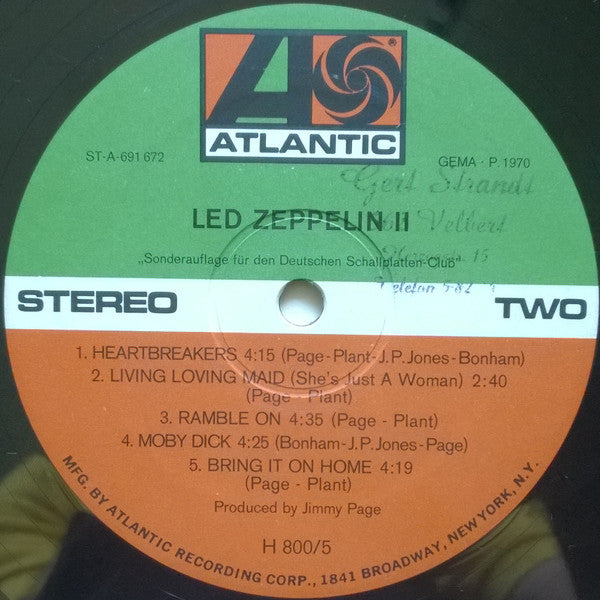 ATLANTIC
ST-A-691 672
GEMA · P. 1970
Gert Strandt
LED ZEPPELIN II
Velbert
„Sonderauflage für den Deutschen Schallplatten-Club"
15
Telefon
STEREO
TWO
1. HEARTBREAKERS 4:15 (Page-Plant-J.P.Jones-Bonham)
2. LIVING LOVING MAID (She's Just A Woman) 2:40
(Page - Plant)
3. RAMBLE ON 4:35 (Page - Plant)
4. MOBY DICK 4:25 (Bonham-J.P.Jones-Page)
5. BRING IT ON HOME 4:19
(Page - Plant)
Produced by Jimmy Page
H 800/5
MFG. BY ATLANTIC RECORDING CORP., 1841 BROADWAY, NEW YORK, N.Y.